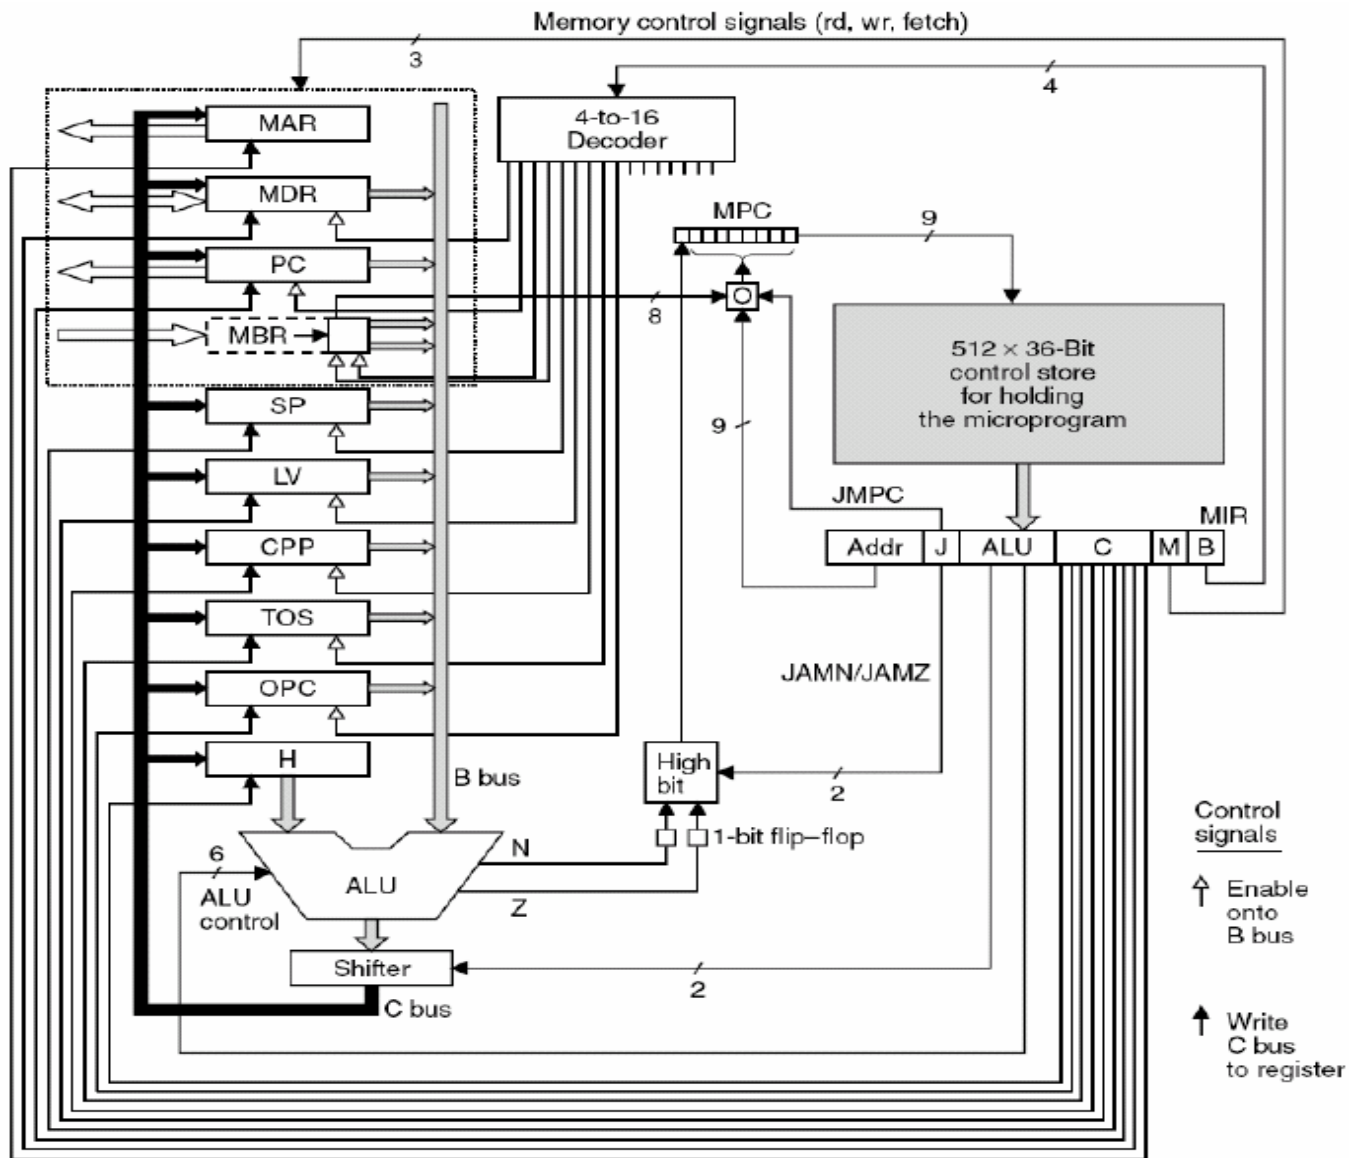 Memory control signals (rd, wr, fetch)
3
4
4-to-16
Decoder
MAR
MDR
PC
MBR
SP
LV
CPP
TOS
OPC
H
B bus
MPC
9
O
8
9
512 × 36-Bit
control store
for holding
the microprogram
JMPC
MIR
Addr
J
ALU
C
M
B
JAMN/JAMZ
High
bit
2
1-bit flip–flop
N
Z
6
ALU
control
ALU
Shifter
2
C bus
Control
signals
Enable
onto
B bus
Write
C bus
to register